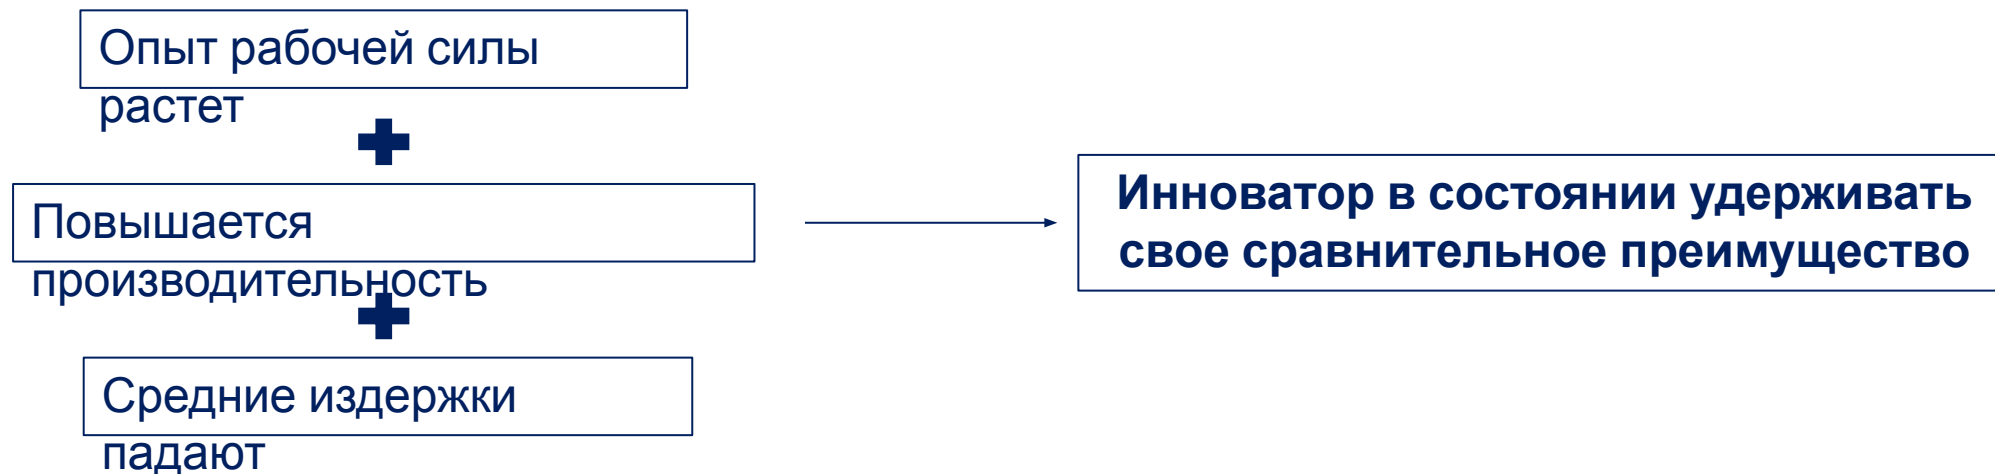 Опыт рабочей силы
растет
Повышается
производительность
Средние издержки
падают
Инноватор в состоянии удерживать
свое сравнительное преимущество